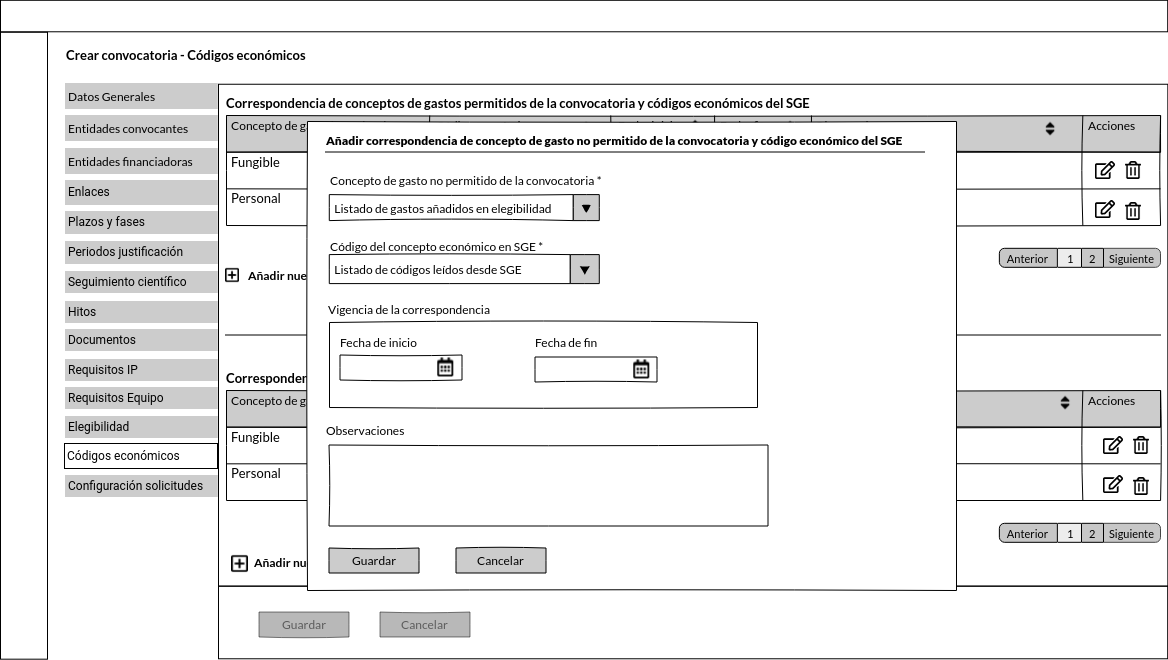 Crear convocatoria - Códigos económicos
Datos Generales
Entidades convocantes
Entidades financiadoras
Enlaces
Plazos y fases
Periodos justificación
Seguimiento científico
Hitos
Documentos
Requisitos IP
Requisitos Equipo
Elegibilidad
Códigos económicos
Configuración solicitudes
Correspondencia de conceptos de gastos permitidos de la convocatoria y códigos económicos del SGE
Concepto de g
Acciones
Fungible
Personal
Añadir nue
Anterior 1 2 Siguiente
Corresponden
Concepto de g
Acciones
Fungible
Personal
Anterior 1 2 Siguiente
Añadir nu
Añadir correspondencia de concepto de gasto no permitido de la convocatoria y código económico del SGE
Concepto de gasto no permitido de la convocatoria *
Listado de gastos añadidos en elegibilidad
Código del concepto económico en SGE *
Listado de códigos leídos desde SGE
Vigencia de la correspondencia
Fecha de inicio
Fecha de fin
Observaciones
Guardar
Cancelar
Guardar
Cancelar